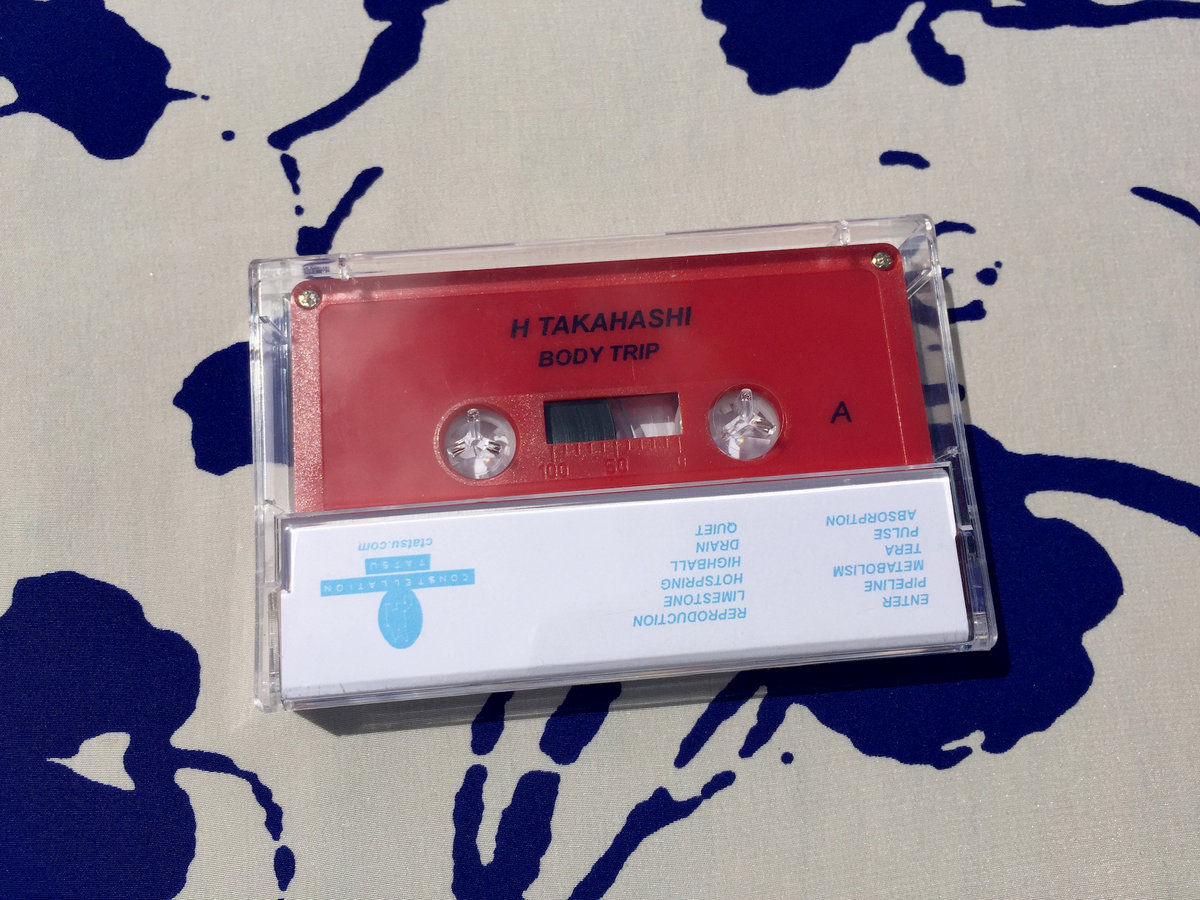 H TAKAHASHI
BODY TRIP
A
100 50 0
ENTER
PIPELINE
METABOLISM
TERA
PULSE
ABSORPTION
REPRODUCTION
LIMESTONE
HOTSPRING
HIGHBALL
DRAIN
QUIET
CONSTELLATION
TATSU
ctatsu.com